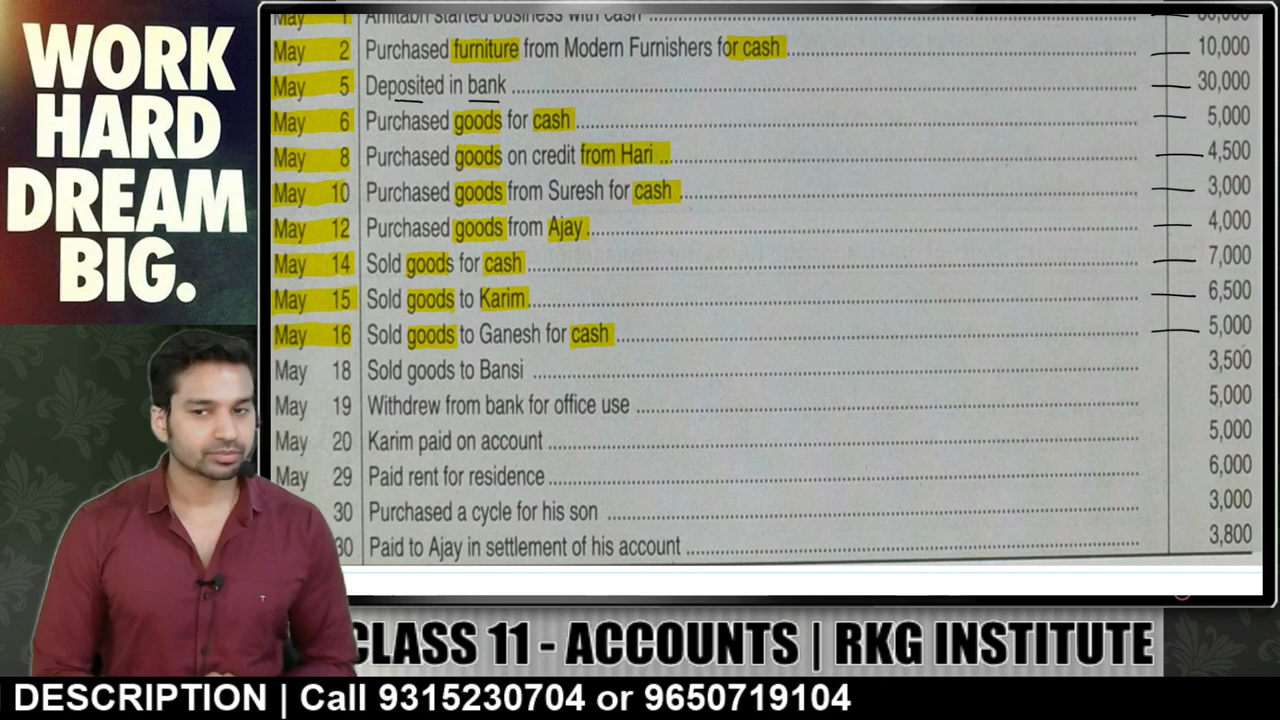 WORK
HARD
DREAM
BIG.
May 1 Amitabh started business with cash
May 2 Purchased furniture from Modern Furnishers for cash 10,000
May 5 Deposited in bank 30,000
May 6 Purchased goods for cash 5,000
May 8 Purchased goods on credit from Hari 4,500
May 10 Purchased goods from Suresh for cash 3,000
May 12 Purchased goods from Ajay 4,000
May 14 Sold goods for cash 7,000
May 15 Sold goods to Karim 6,500
May 16 Sold goods to Ganesh for cash 5,000
May 18 Sold goods to Bansi 3,500
May 19 Withdrew from bank for office use 5,000
May 20 Karim paid on account 5,000
May 29 Paid rent for residence 6,000
30 Purchased a cycle for his son 3,000
30 Paid to Ajay in settlement of his account 3,800
CLASS 11 - ACCOUNTS | RKG INSTITUTE
DESCRIPTION | Call 9315230704 or 9650719104